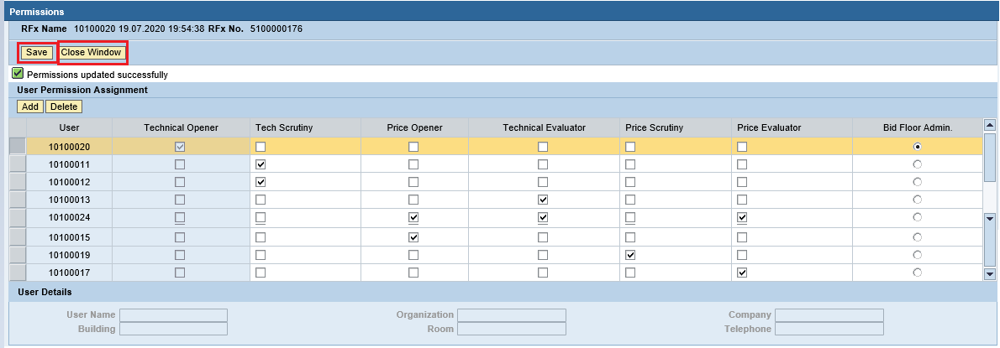 Permissions
RFx Name 10100020 19.07.2020 19:54:38 RFx No. 5100000176
Save Close Window
Permissions updated successfully
User Permission Assignment
Add Delete
User Technical Opener Tech Scrutiny Price Opener Technical Evaluator Price Scrutiny Price Evaluator Bid Floor Admin.
10100020
10100011
10100012
10100013
10100024
10100015
10100019
10100017
User Details
User Name Organization Company
Building Room Telephone